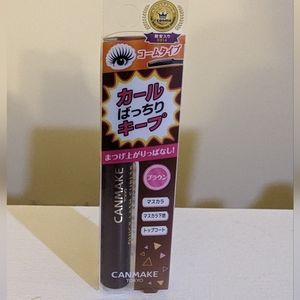 コームタイプ
カール
ばっちり
キープ
まつげ上がりっぱなし!
ブラウン
マスカラ
マスカラ下地
トップコート
CANMAKE
CANMAKE
TOKYO